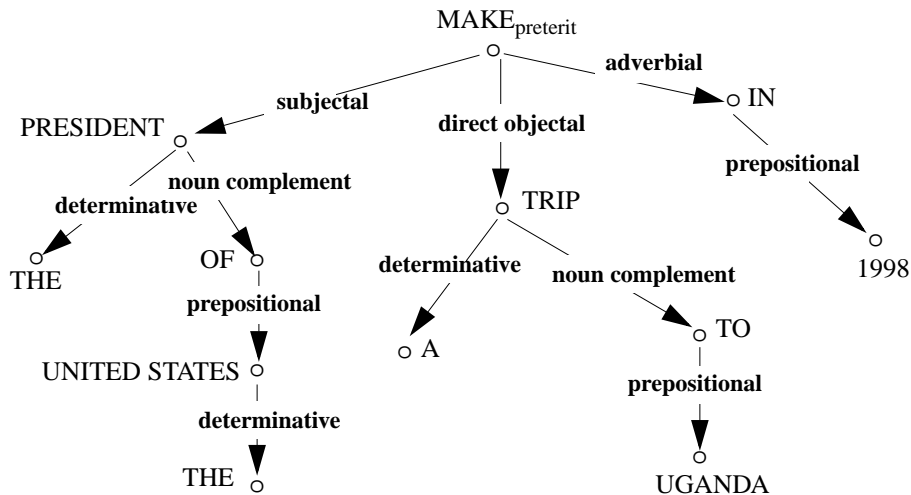 MAKEpreterit
adverbial
subjectal
IN
direct objectal
PRESIDENT
prepositional
noun complement
determinative
TRIP
THE
OF
determinative
noun complement
1998
prepositional
A
TO
UNITED STATES
prepositional
determinative
THE
UGANDA